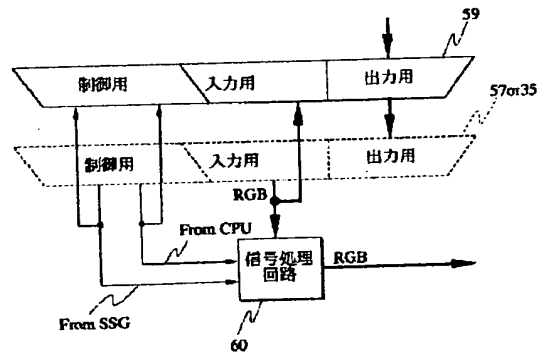 59
制御用
入力用
出力用
57or35
制御用
入力用
出力用
RGB
From CPU
信号処理
回路
RGB
From SSG
60